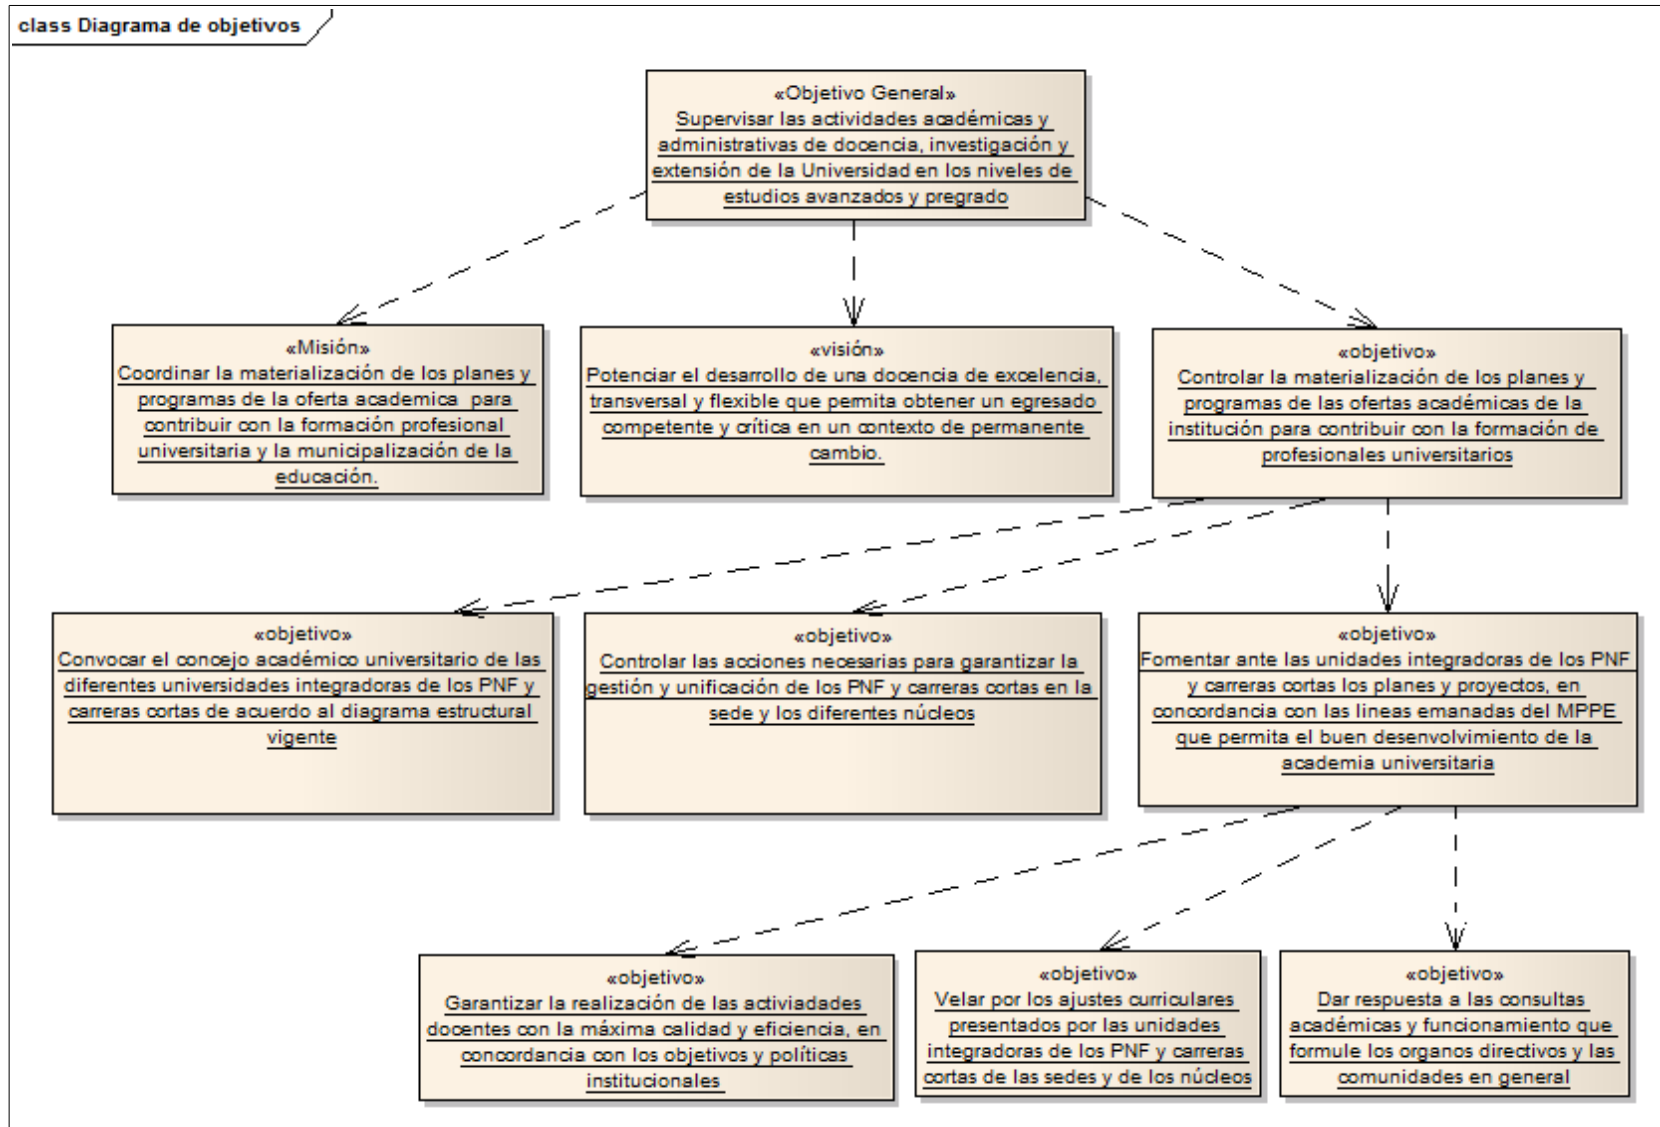 class Diagrama de objetivos
«Objetivo General»
Supervisar las actividades académicas y
administrativas de docencia, investigación y
extensión de la Universidad en los niveles de
estudios avanzados y pregrado
«Misión»
Coordinar la materialización de los planes y
programas de la oferta academica para
contribuir con la formación profesional
universitaria y la municipalización de la
educación.
«visión»
Potenciar el desarrollo de una docencia de excelencia,
transversal y flexible que permita obtener un egresado
competente y crítica en un contexto de permanente
cambio.
«objetivo»
Controlar la materialización de los planes y
programas de las ofertas académicas de la
institución para contribuir con la formación de
profesionales universitarios
«objetivo»
Convocar el concejo académico universitario de las
diferentes universidades integradoras de los PNF y
carreras cortas de acuerdo al diagrama estructural
vigente
«objetivo»
Controlar las acciones necesarias para garantizar la
gestión y unificación de los PNF y carreras cortas en la
sede y los diferentes núcleos
«objetivo»
Fomentar ante las unidades integradoras de los PNF
y carreras cortas los planes y proyectos, en
concordancia con las lineas emanadas del MPPE
que permita el buen desenvolvimiento de la
academia universitaria
«objetivo»
Garantizar la realización de las activiadades
docentes con la máxima calidad y eficiencia, en
concordancia con los objetivos y políticas
institucionales
«objetivo»
Velar por los ajustes curriculares
presentados por las unidades
integradoras de los PNF y carreras
cortas de las sedes y de los núcleos
«objetivo»
Dar respuesta a las consultas
académicas y funcionamiento que
formule los organos directivos y las
comunidades en general